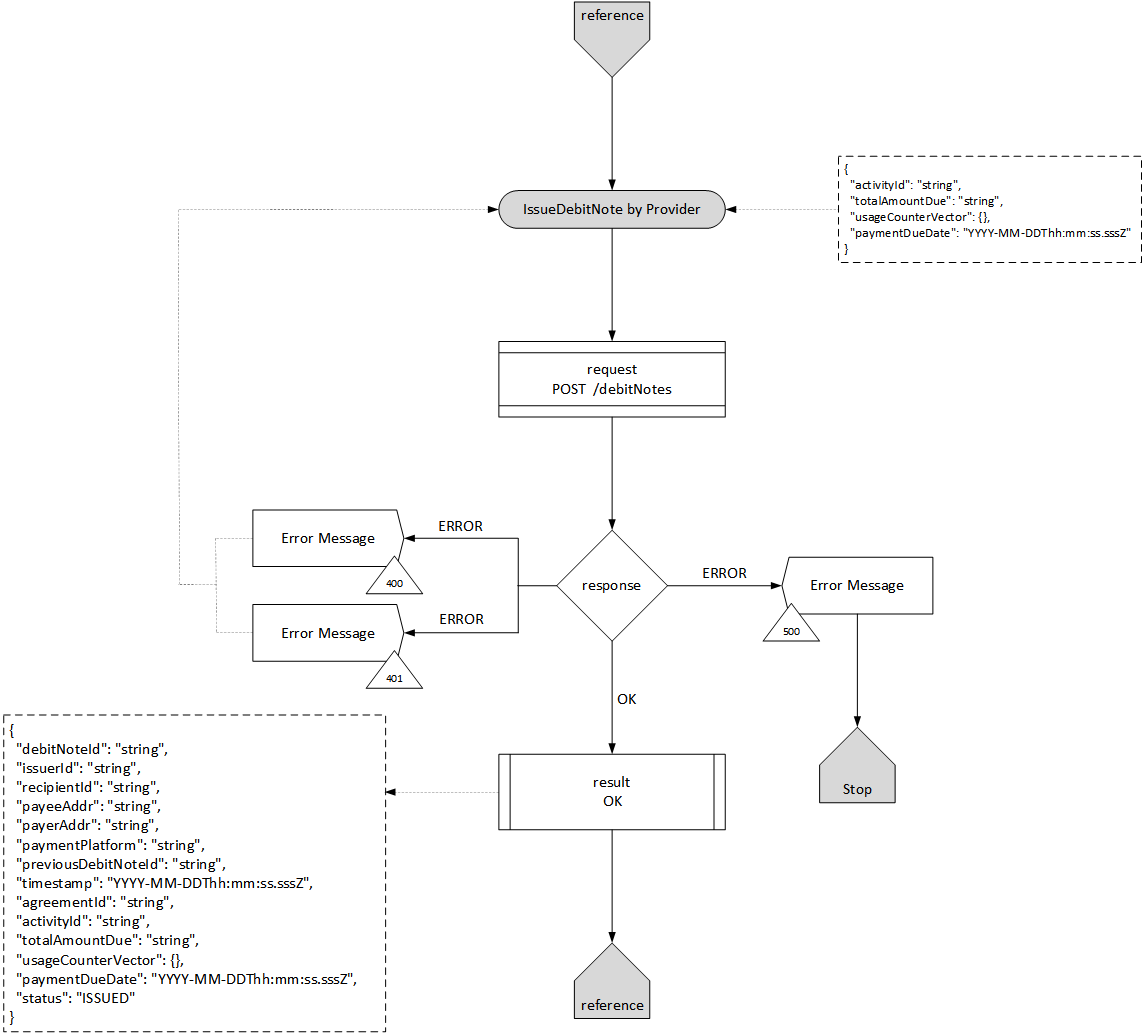 reference
{
"activityId": "string",
"totalAmountDue": "string",
"usageCounterVector": {},
"paymentDueDate": "YYYY-MM-DDThh:mm:ss.sssZ"
}
IssueDebitNote by Provider
request
POST /debitNotes
ERROR
Error Message
400
response
ERROR
Error Message
500
ERROR
Error Message
401
OK
Stop
result
OK
{
"debitNoteId": "string",
"issuerId": "string",
"recipientId": "string",
"payeeAddr": "string",
"payerAddr": "string",
"paymentPlatform": "string",
"previousDebitNoteId": "string",
"timestamp": "YYYY-MM-DDThh:mm:ss.sssZ",
"agreementId": "string",
"activityId": "string",
"totalAmountDue": "string",
"usageCounterVector": {},
"paymentDueDate": "YYYY-MM-DDThh:mm:ss.sssZ",
"status": "ISSUED"
}
reference